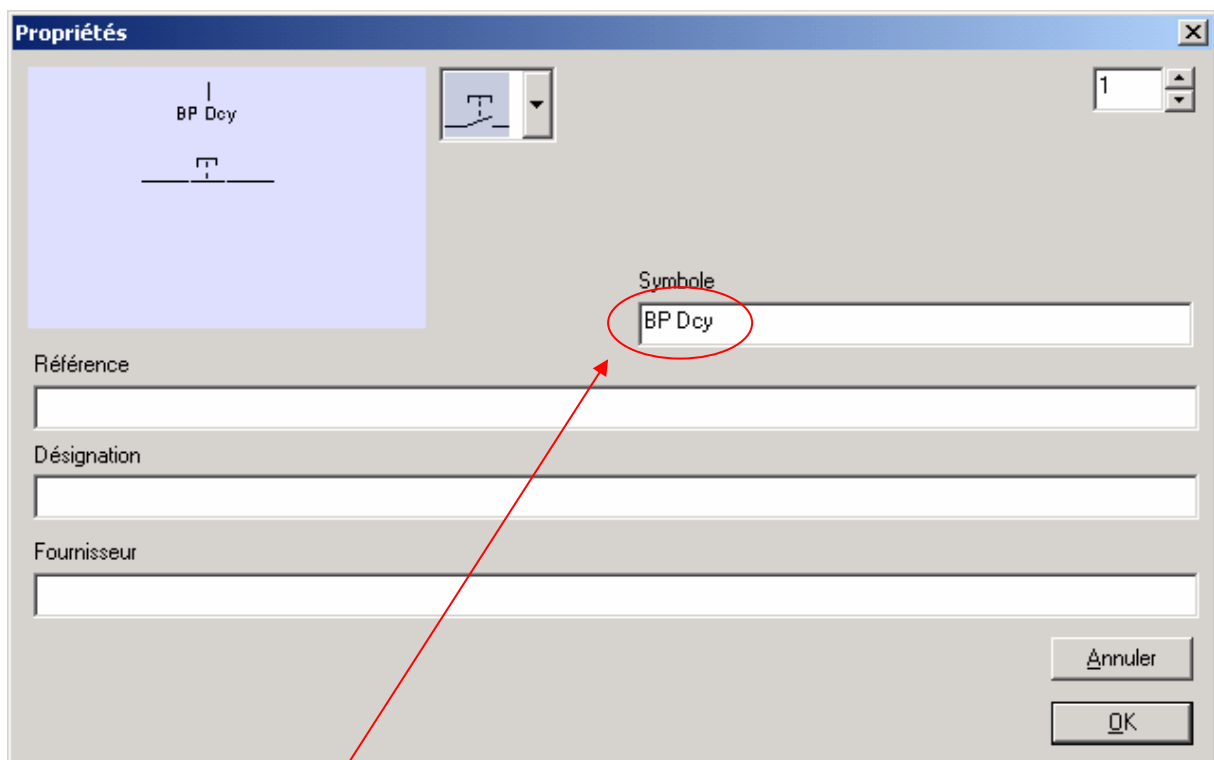 Propriétés
BP Dcy
1
Symbole
BP Dcy
Référence
Désignation
Fournisseur
Annuler
OK